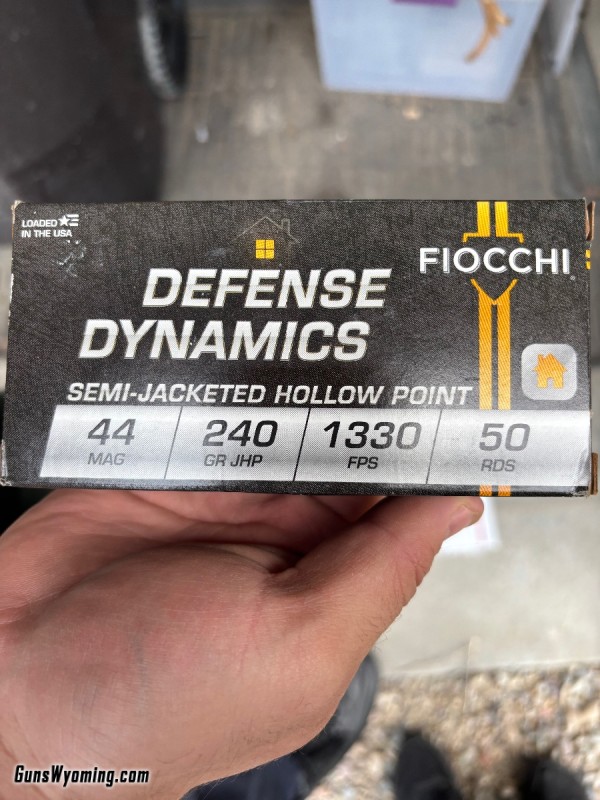 LOADED
IN THE USA
FIOCCHI
DEFENSE
DYNAMICS
SEMI-JACKETED HOLLOW POINT
44 240 1330 50
MAG GR JHP FPS RDS
GunsWyoming.com